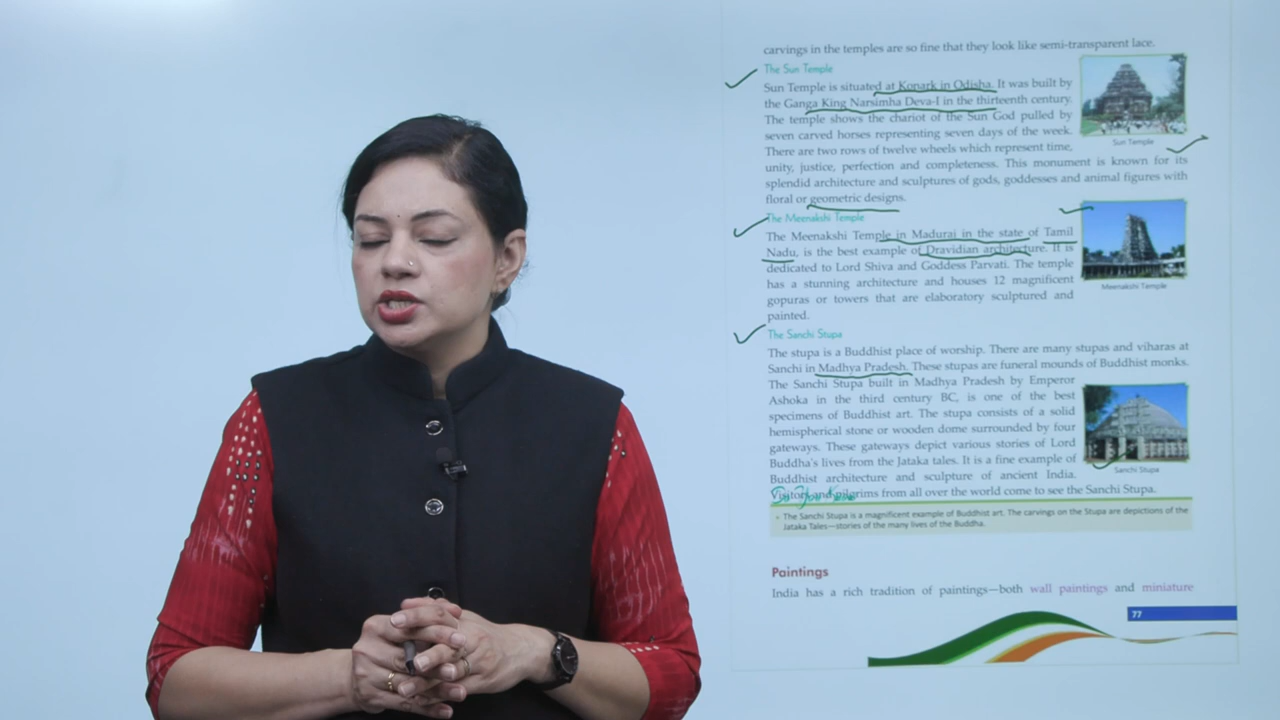 carvings in the temples are so fine that they look like semi-transparent lace.
The Sun Temple
Sun Temple is situated at Konark in Odisha. It was built by
the Ganga King Narsimha Deva-I in the thirteenth century.
The temple shows the chariot of the Sun God pulled by
seven carved horses representing seven days of the week.
There are two rows of twelve wheels which represent time,
Sun Temple
unity, justice, perfection and completeness. This monument is known for its
splendid architecture and sculptures of gods, goddesses and animal figures with
floral or geometric designs.
The Meenakshi Temple
The Meenakshi Temple in Madurai in the state of Tamil
Nadu, is the best example of Dravidian architecture. It is
dedicated to Lord Shiva and Goddess Parvati. The temple
has a stunning architecture and houses 12 magnificent
gopuras or towers that are elaboratory sculptured and
painted.
Meenakshi Temple
The Sanchi Stupa
The stupa is a Buddhist place of worship. There are many stupas and viharas at
Sanchi in Madhya Pradesh. These stupas are funeral mounds of Buddhist monks.
The Sanchi Stupa built in Madhya Pradesh by Emperor
Ashoka in the third century BC, is one of the best
specimens of Buddhist art. The stupa consists of a solid
hemispherical stone or wooden dome surrounded by four
gateways. These gateways depict various stories of Lord
Buddha's lives from the Jataka tales. It is a fine example of
Buddhist architecture and sculpture of ancient India.
Sanchi Stupa
Visitors and pilgrims from all over the world come to see the Sanchi Stupa.
The Sanchi Stupa is a magnificent example of Buddhist art. The carvings on the Stupa are depictions of the
Jataka Tales—stories of the many lives of the Buddha.
Paintings
India has a rich tradition of paintings—both wall paintings and miniature
77